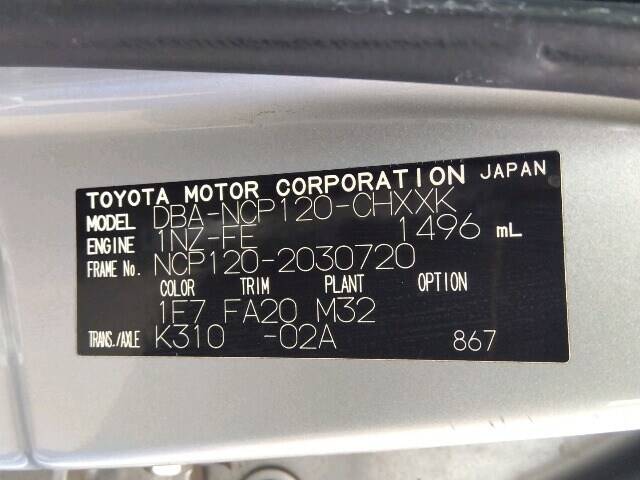 TOYOTA MOTOR CORPORATION JAPAN
MODEL DBA-NCP120-CHXXK
ENGINE 1NZ-FE 1496 mL
FRAME No. NCP120-2030720
COLOR TRIM PLANT OPTION
1F7 FA20 M32
TRANS./AXLE K310 -02A 867